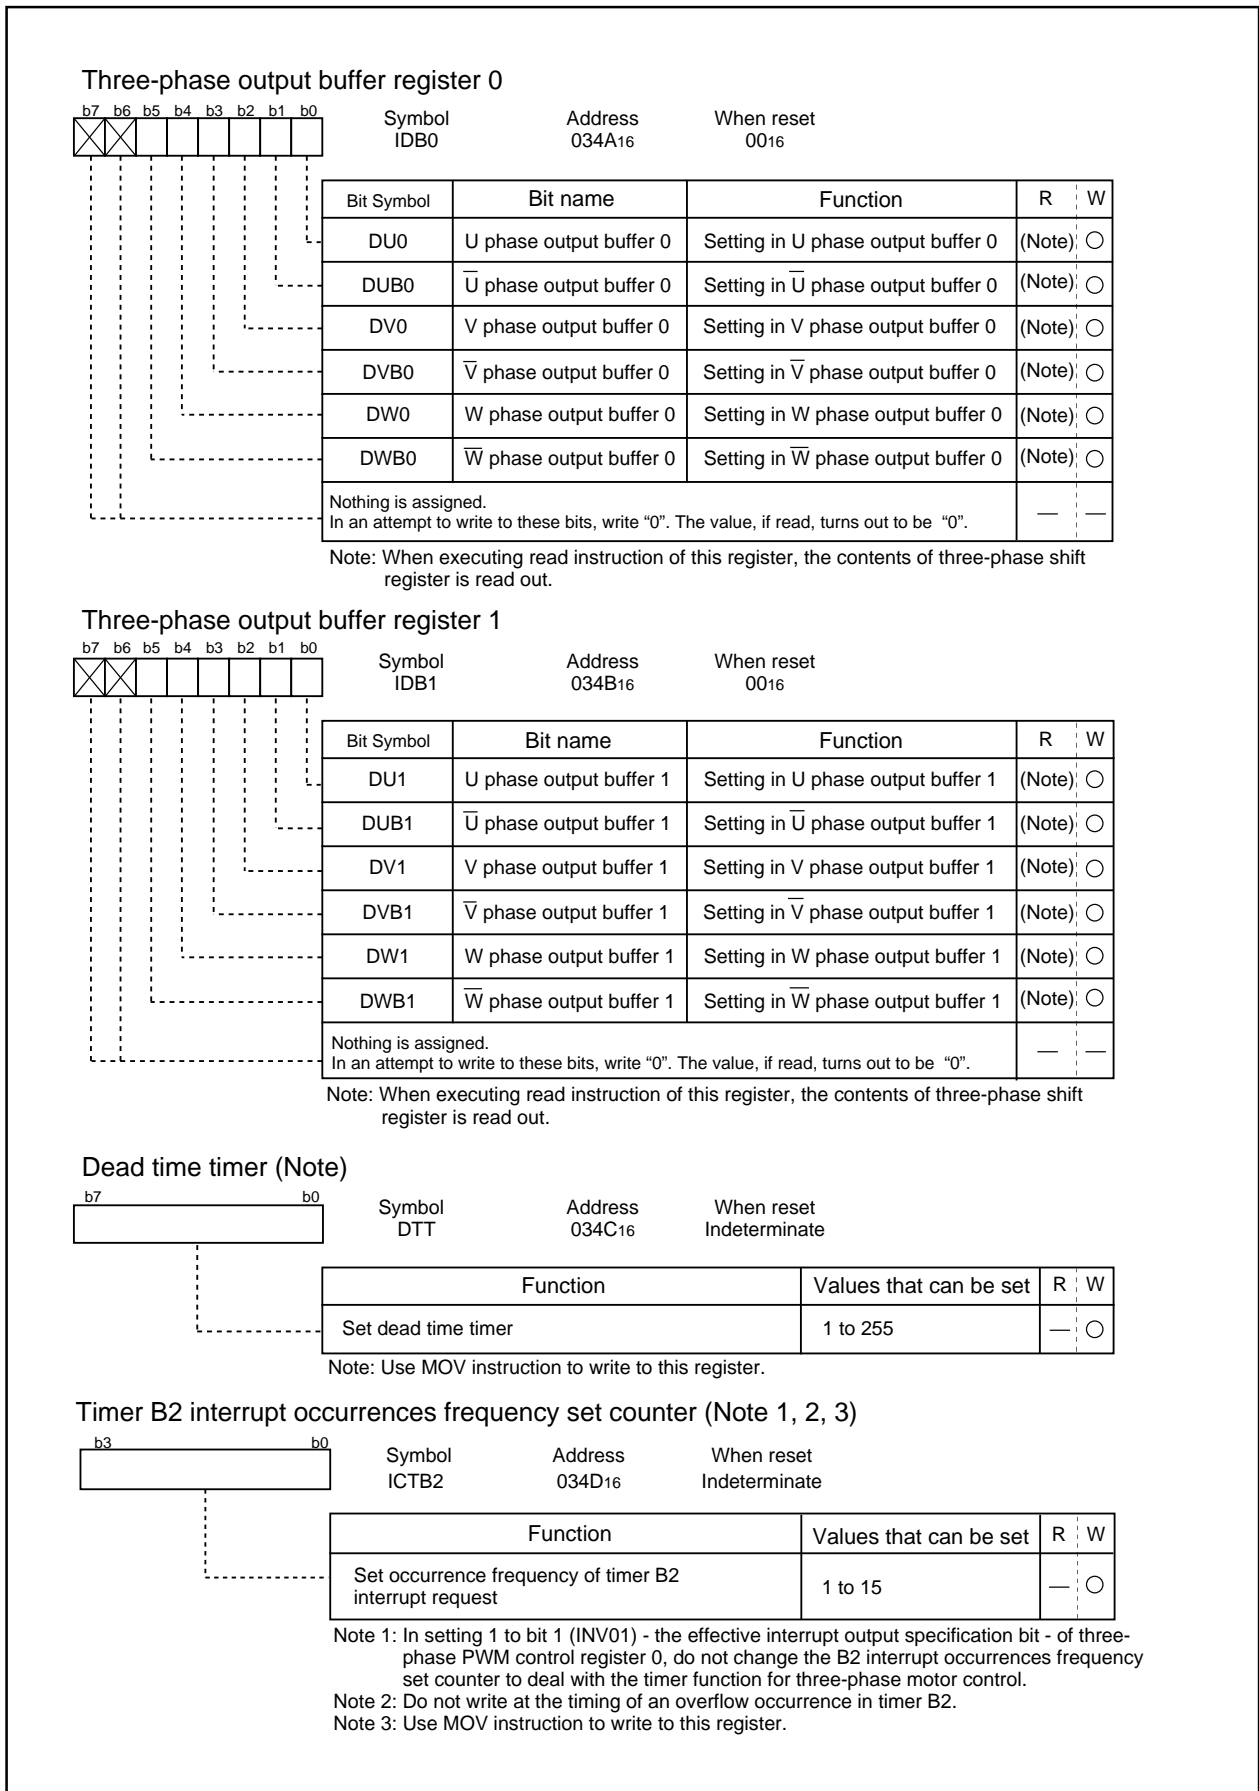 Three-phase output buffer register 0
b7 b6 b5 b4 b3 b2 b1 b0
Symbol Address When reset
IDB0 034A16 0016
Bit Symbol Bit name Function R W
DU0 U phase output buffer 0 Setting in U phase output buffer 0 (Note) ○
DUB0 U̅ phase output buffer 0 Setting in U̅ phase output buffer 0 (Note) ○
DV0 V phase output buffer 0 Setting in V phase output buffer 0 (Note) ○
DVB0 V̅ phase output buffer 0 Setting in V̅ phase output buffer 0 (Note) ○
DW0 W phase output buffer 0 Setting in W phase output buffer 0 (Note) ○
DWB0 W̅ phase output buffer 0 Setting in W̅ phase output buffer 0 (Note) ○
Nothing is assigned.
In an attempt to write to these bits, write “0”. The value, if read, turns out to be “0”. — —
Note: When executing read instruction of this register, the contents of three-phase shift
register is read out.
Three-phase output buffer register 1
b7 b6 b5 b4 b3 b2 b1 b0
Symbol Address When reset
IDB1 034B16 0016
Bit Symbol Bit name Function R W
DU1 U phase output buffer 1 Setting in U phase output buffer 1 (Note) ○
DUB1 U̅ phase output buffer 1 Setting in U̅ phase output buffer 1 (Note) ○
DV1 V phase output buffer 1 Setting in V phase output buffer 1 (Note) ○
DVB1 V̅ phase output buffer 1 Setting in V̅ phase output buffer 1 (Note) ○
DW1 W phase output buffer 1 Setting in W phase output buffer 1 (Note) ○
DWB1 W̅ phase output buffer 1 Setting in W̅ phase output buffer 1 (Note) ○
Nothing is assigned.
In an attempt to write to these bits, write “0”. The value, if read, turns out to be “0”. — —
Note: When executing read instruction of this register, the contents of three-phase shift
register is read out.
Dead time timer (Note)
b7 b0
Symbol Address When reset
DTT 034C16 Indeterminate
Function Values that can be set R W
Set dead time timer 1 to 255 — ○
Note: Use MOV instruction to write to this register.
Timer B2 interrupt occurrences frequency set counter (Note 1, 2, 3)
b3 b0
Symbol Address When reset
ICTB2 034D16 Indeterminate
Function Values that can be set R W
Set occurrence frequency of timer B2
interrupt request 1 to 15 — ○
Note 1: In setting 1 to bit 1 (INV01) - the effective interrupt output specification bit - of three-
phase PWM control register 0, do not change the B2 interrupt occurrences frequency
set counter to deal with the timer function for three-phase motor control.
Note 2: Do not write at the timing of an overflow occurrence in timer B2.
Note 3: Use MOV instruction to write to this register.